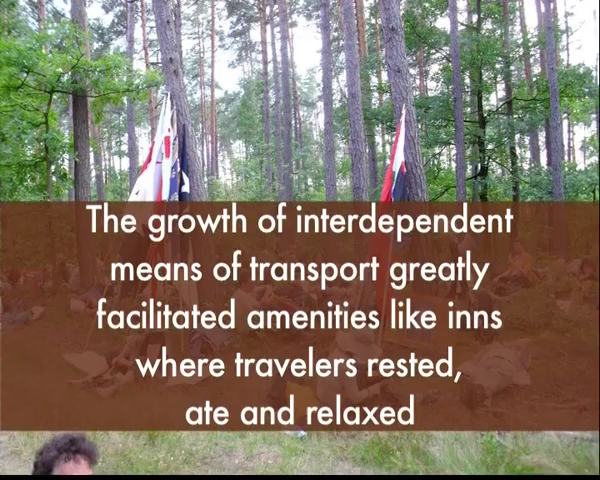 The growth of interdependent
means of transport greatly
facilitated amenities like inns
where travelers rested,
ate and relaxed